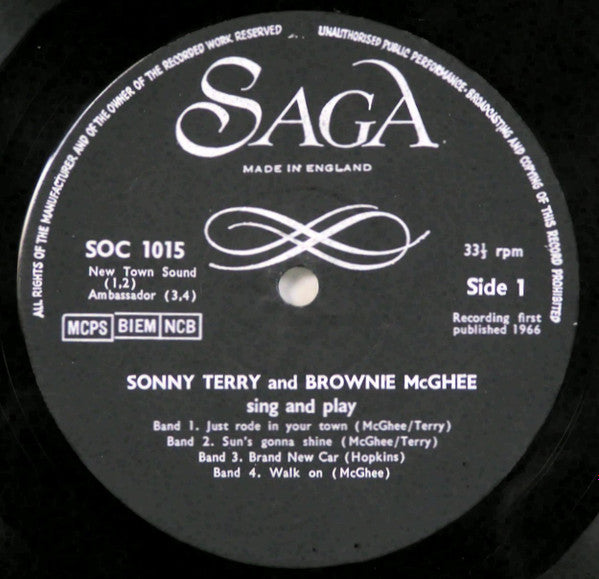 ALL RIGHTS OF THE MANUFACTURER AND OF THE OWNER OF THE RECORDED WORK RESERVED
UNAUTHORISED PUBLIC PERFORMANCE·BROADCASTING AND COPYING OF THIS RECORD PROHIBITED
SAGA
MADE IN ENGLAND
SOC 1015
New Town Sound
(1,2)
Ambassador (3,4)
MCPS BIEM NCB
33⅓ rpm
Side 1
Recording first
published 1966
SONNY TERRY and BROWNIE McGHEE
sing and play
Band 1. Just rode in your town (McGhee/Terry)
Band 2. Sun's gonna shine (McGhee/Terry)
Band 3. Brand New Car (Hopkins)
Band 4. Walk on (McGhee)